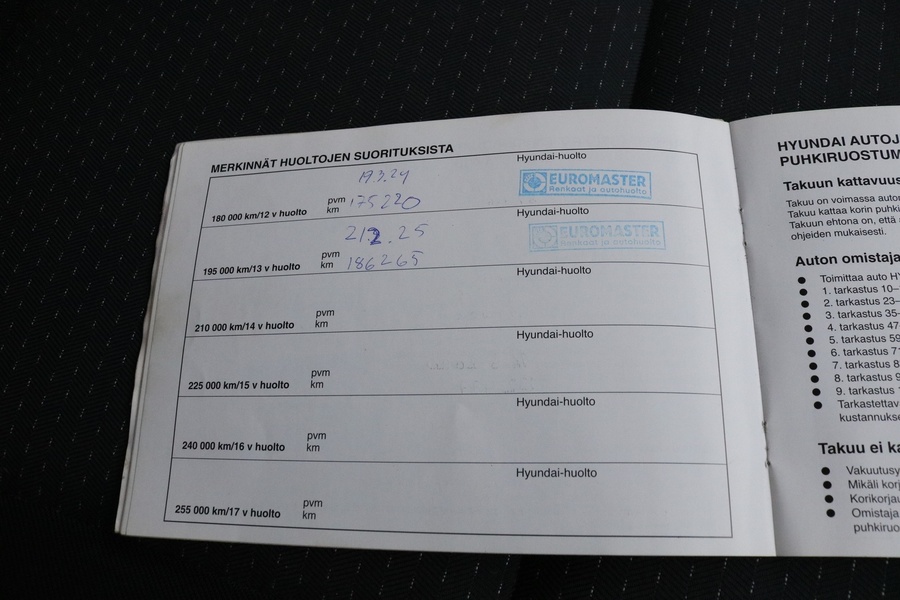 MERKINNÄT HUOLTOJEN SUORITUKSISTA
Hyundai-huolto
19.3.24
EUROMASTER
Renkaat ja autohuolto
pvm
180 000 km/12 v huolto km 175220
Hyundai-huolto
21.2.25
EUROMASTER
Renkaat ja autohuolto
pvm
195 000 km/13 v huolto km 186265
Hyundai-huolto
pvm
210 000 km/14 v huolto km
Hyundai-huolto
pvm
225 000 km/15 v huolto km
Hyundai-huolto
pvm
240 000 km/16 v huolto km
Hyundai-huolto
pvm
255 000 km/17 v huolto km
HYUNDAI AUTOJ
PUHKIRUOSTUM
Takuun kattavuus
Takuu on voimassa auton
Takuu kattaa korin puhki
Takuun ehtona on, että a
ohjeiden mukaisesti.
Auton omistaja
● Toimittaa auto HY
● 1. tarkastus 10–
● 2. tarkastus 23–
● 3. tarkastus 35–
● 4. tarkastus 47
● 5. tarkastus 59
● 6. tarkastus 71
● 7. tarkastus 8
● 8. tarkastus 9
● 9. tarkastus
● Tarkastettav
kustannukse
Takuu ei ka
● Vakuutusy
● Mikäli korj
● Korikorjau
● Omistaja
puhkiruo